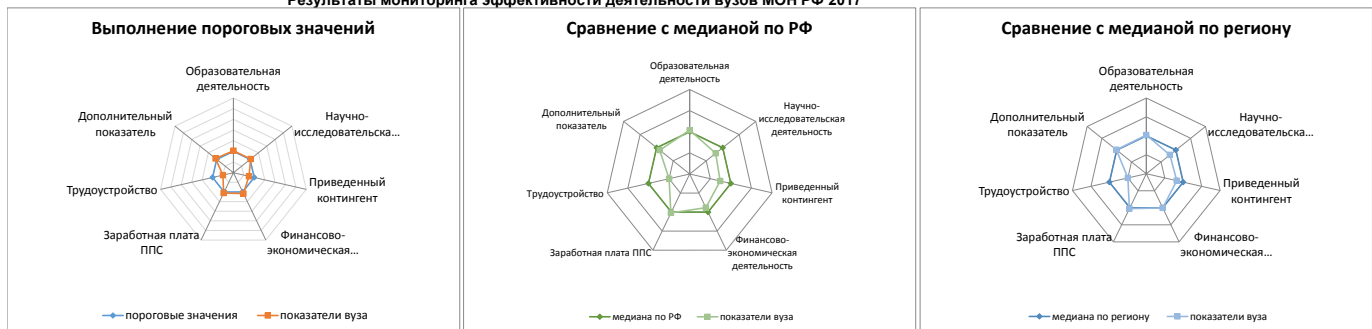 Результаты мониторинга эффективности деятельности вузов МОН РФ 2017
Выполнение пороговых значений
Образовательная
деятельность
Дополнительный
показатель
Научно-
исследовательска...
Трудоустройство
Приведенный
контингент
Заработная плата
ППС
Финансово-
экономическая...
пороговые значения
показатели вуза
Сравнение с медианой по РФ
Образовательная
деятельность
Дополнительный
показатель
Научно-
исследовательская
деятельность
Трудоустройство
Приведенный
контингент
Заработная плата ППС
Финансово-
экономическая
деятельность
медиана по РФ
показатели вуза
Сравнение с медианой по региону
Образовательная
деятельность
Дополнительный
показатель
Научно-
исследовательска...
Трудоустройство
Приведенный
контингент
Заработная плата
ППС
Финансово-
экономическая...
медиана по региону
показатели вуза